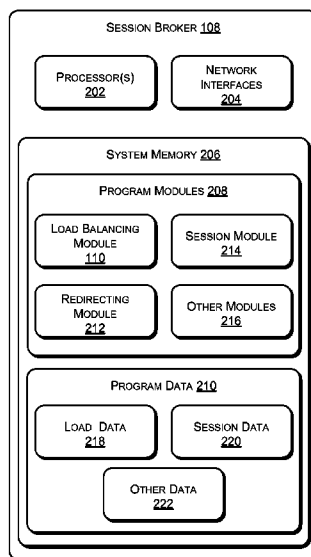 SESSION BROKER 108
PROCESSOR(S)
202
NETWORK
INTERFACES
204
SYSTEM MEMORY 206
PROGRAM MODULES 208
LOAD BALANCING
MODULE
110
SESSION MODULE
214
REDIRECTING
MODULE
212
OTHER MODULES
216
PROGRAM DATA 210
LOAD DATA
218
SESSION DATA
220
OTHER DATA
222